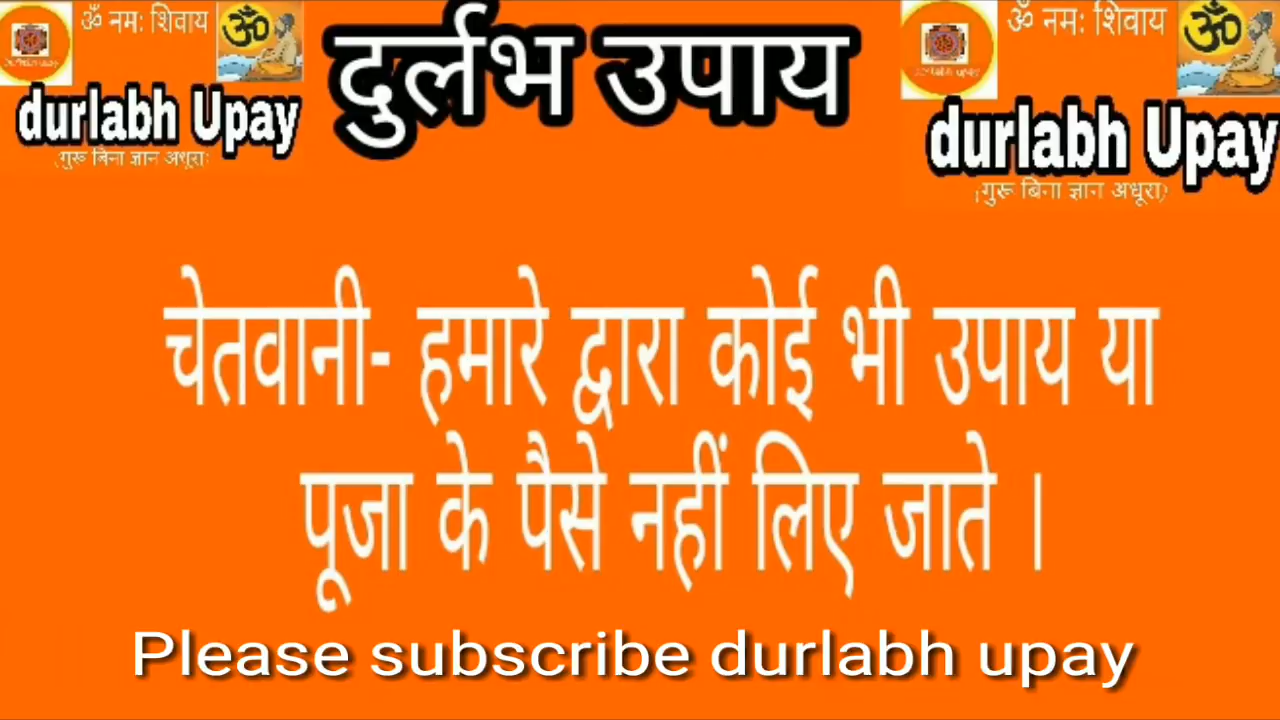 ॐ नमः शिवाय
ॐ
durlabh Upay
(गुरू बिना ज्ञान अधूरा)
दुर्लभ उपाय
ॐ नमः शिवाय
ॐ
durlabh Upay
(गुरू बिना ज्ञान अधूरा)
चेतवानी- हमारे द्वारा कोई भी उपाय या
पूजा के पैसे नहीं लिए जाते ।
Please subscribe durlabh upay